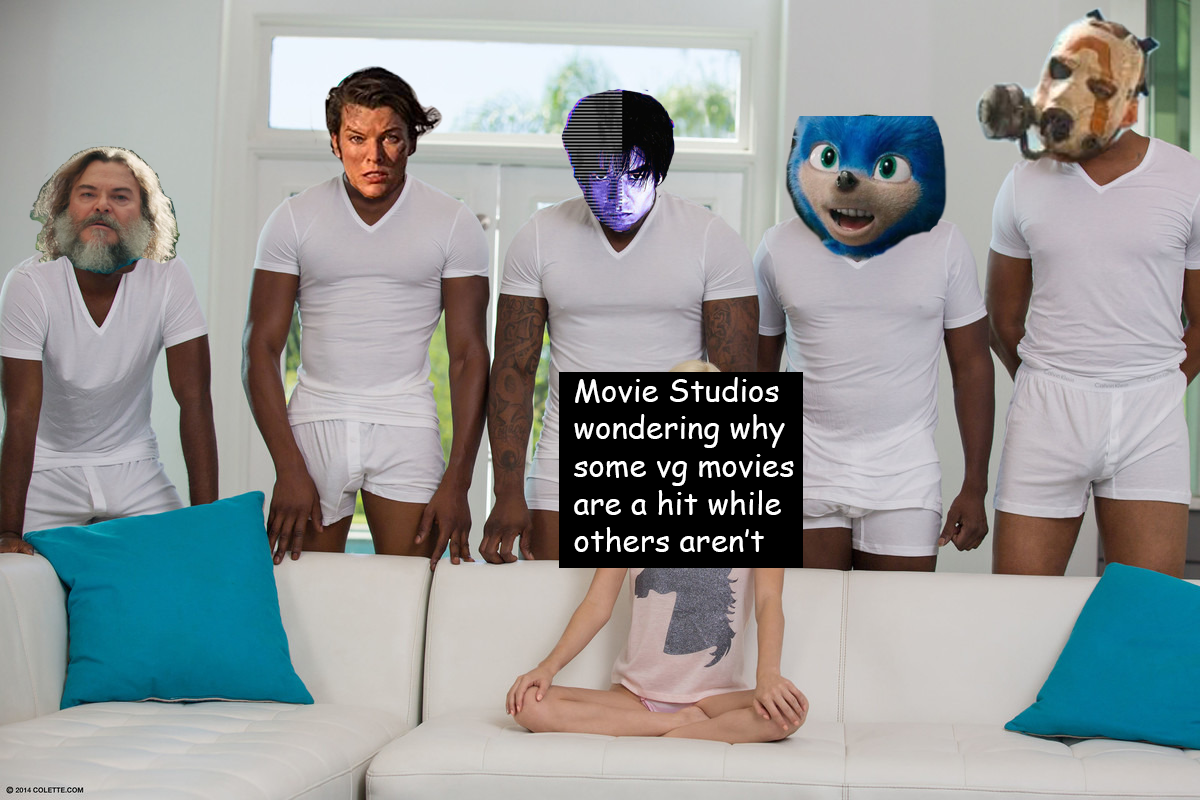 Movie Studios
wondering why
some vg movies
are a hit while
others aren't
© 2014 COLETTE.COM